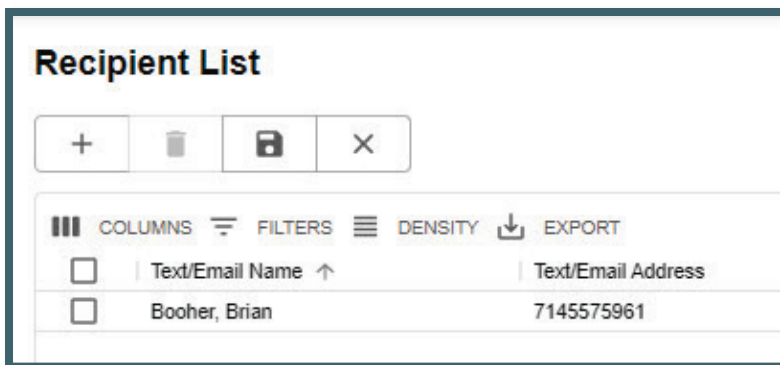 Recipient List
COLUMNS FILTERS DENSITY EXPORT
Text/Email Name Text/Email Address
Booher, Brian 7145575961